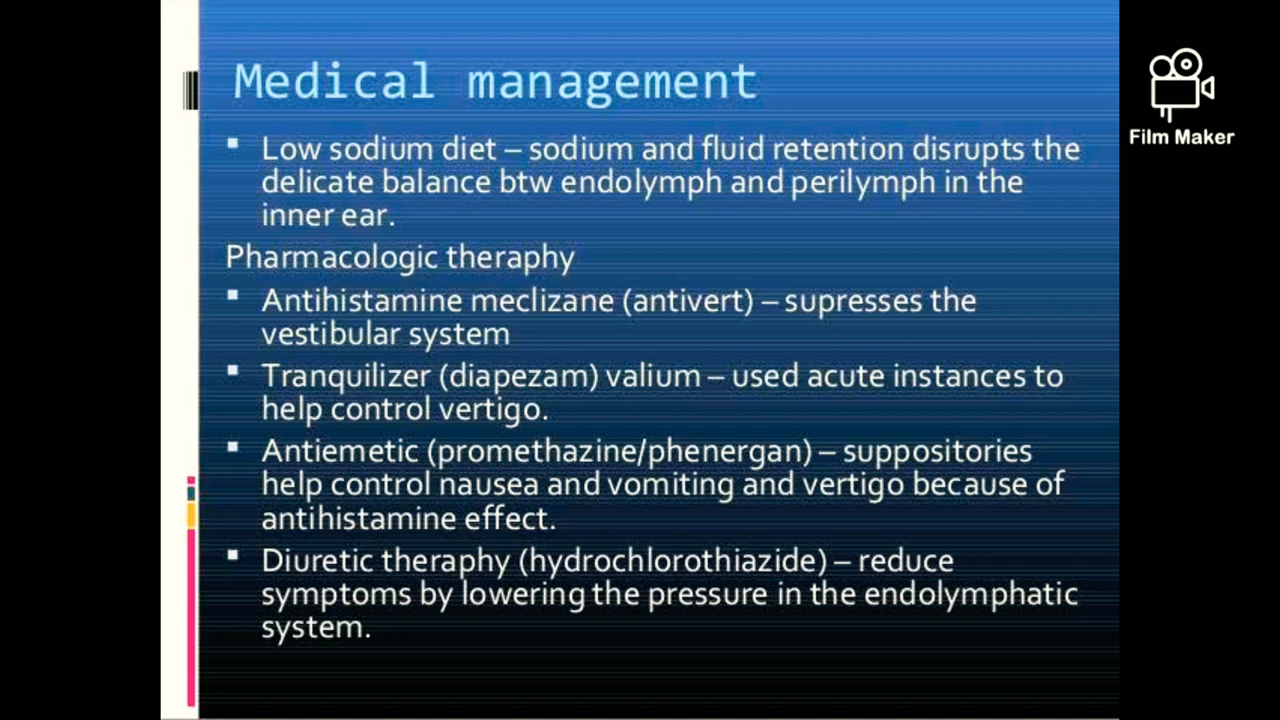 Medical management
Low sodium diet – sodium and fluid retention disrupts the
delicate balance btw endolymph and perilymph in the
inner ear.
Pharmacologic theraphy
Antihistamine meclizane (antivert) – supresses the
vestibular system
Tranquilizer (diapezam) valium – used acute instances to
help control vertigo.
Antiemetic (promethazine/phenergan) – suppositories
help control nausea and vomiting and vertigo because of
antihistamine effect.
Diuretic theraphy (hydrochlorothiazide) – reduce
symptoms by lowering the pressure in the endolymphatic
system.
Film Maker